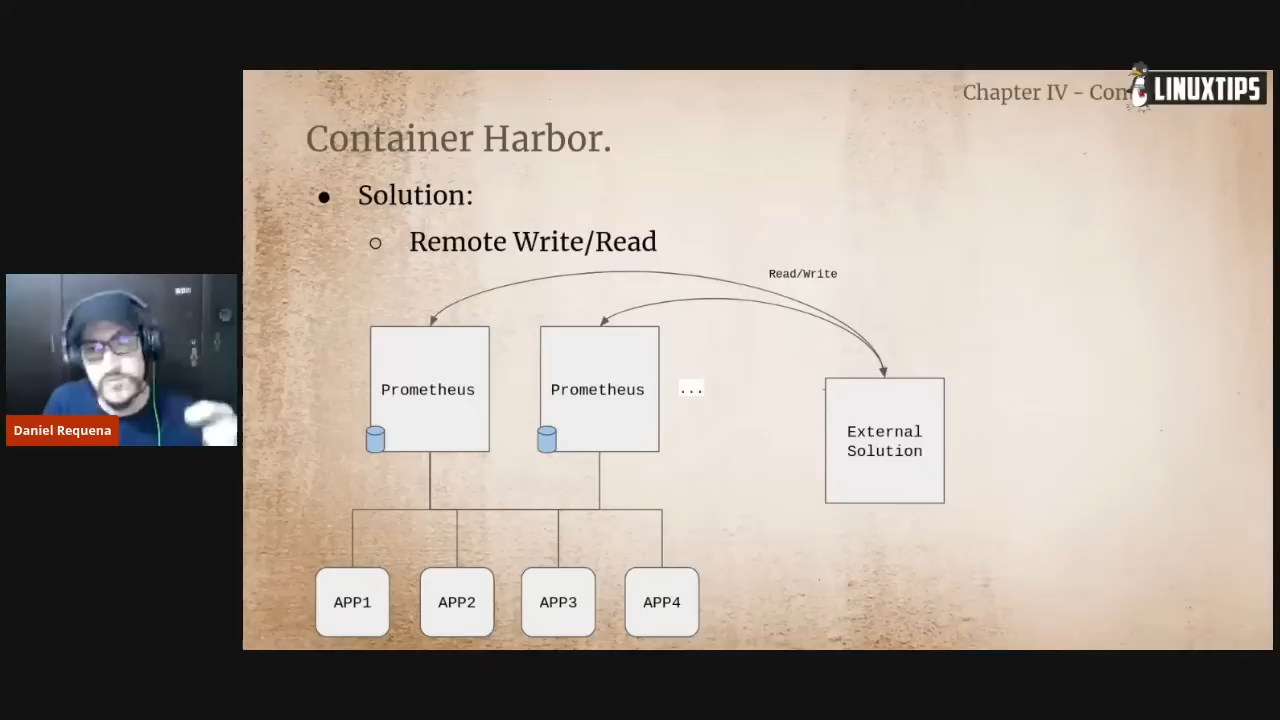 Chapter IV - Con
LINUXTIPS
Container Harbor.
● Solution:
○ Remote Write/Read
Read/Write
Prometheus
Prometheus
...
External
Solution
Daniel Requena
APP1
APP2
APP3
APP4